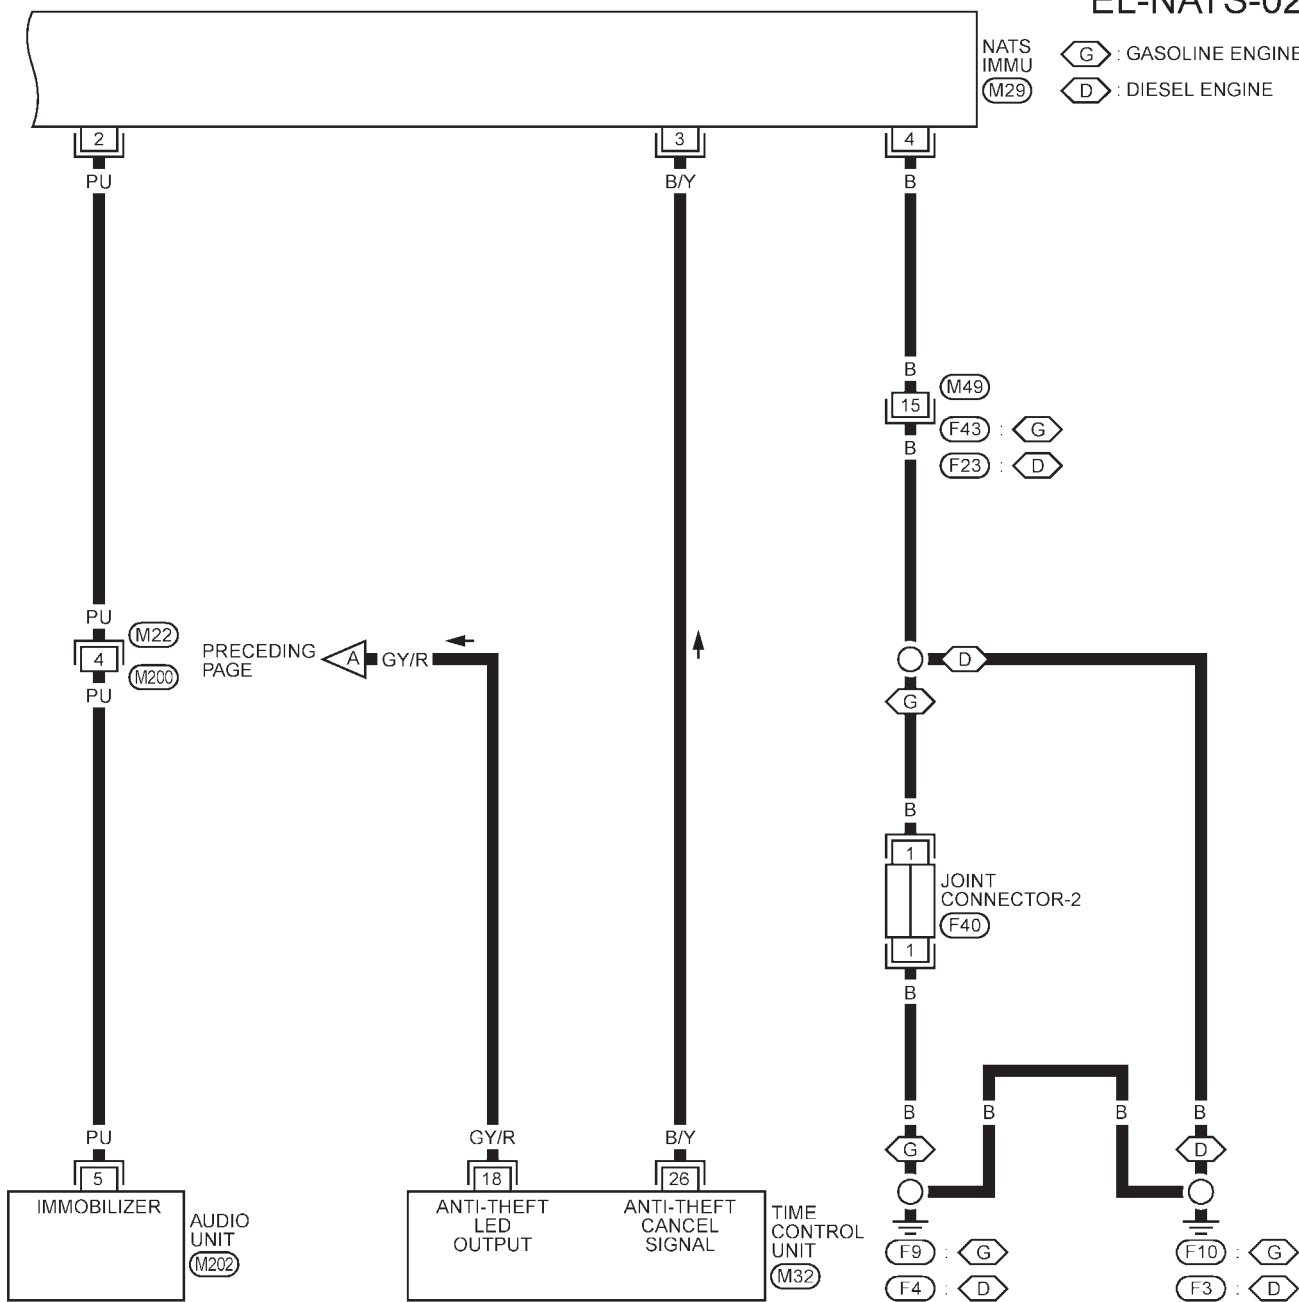 EL-NATS-02
NATS
IMMU
M29
G : GASOLINE ENGINE
D : DIESEL ENGINE
2
3
4
PU
B/Y
B
B
15
M49
F43 : G
B
F23 : D
PU
4
M22
M200
PU
PRECEDING
PAGE
A
GY/R
D
G
B
1
JOINT
CONNECTOR-2
F40
1
B
B
B
B
B
PU
GY/R
B/Y
G
D
5
18
26
IMMOBILIZER
AUDIO
UNIT
M202
ANTI-THEFT
LED
OUTPUT
ANTI-THEFT
CANCEL
SIGNAL
TIME
CONTROL
UNIT
M32
F9 : G
F4 : D
F10 : G
F3 : D